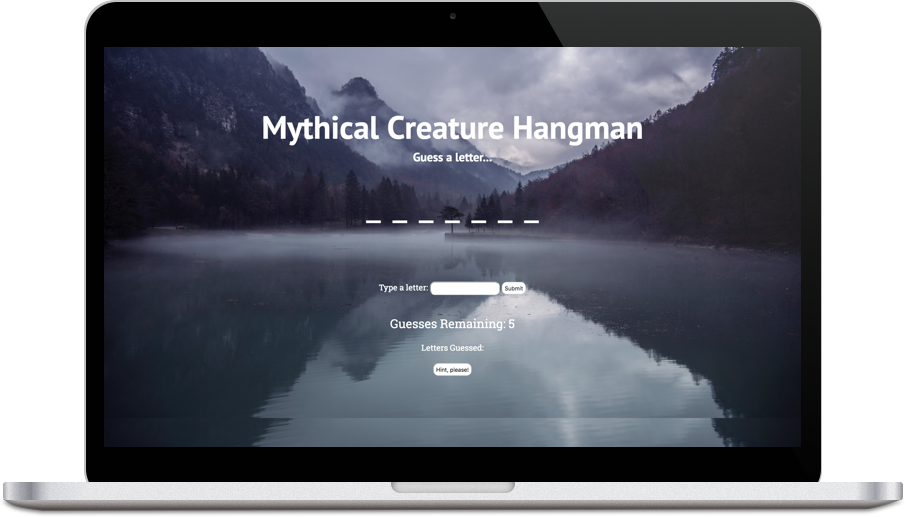 Mythical Creature Hangman
Guess a letter...
_ _ _ _ _ _ _
Type a letter: Submit
Guesses Remaining: 5
Letters Guessed:
Hint, please!